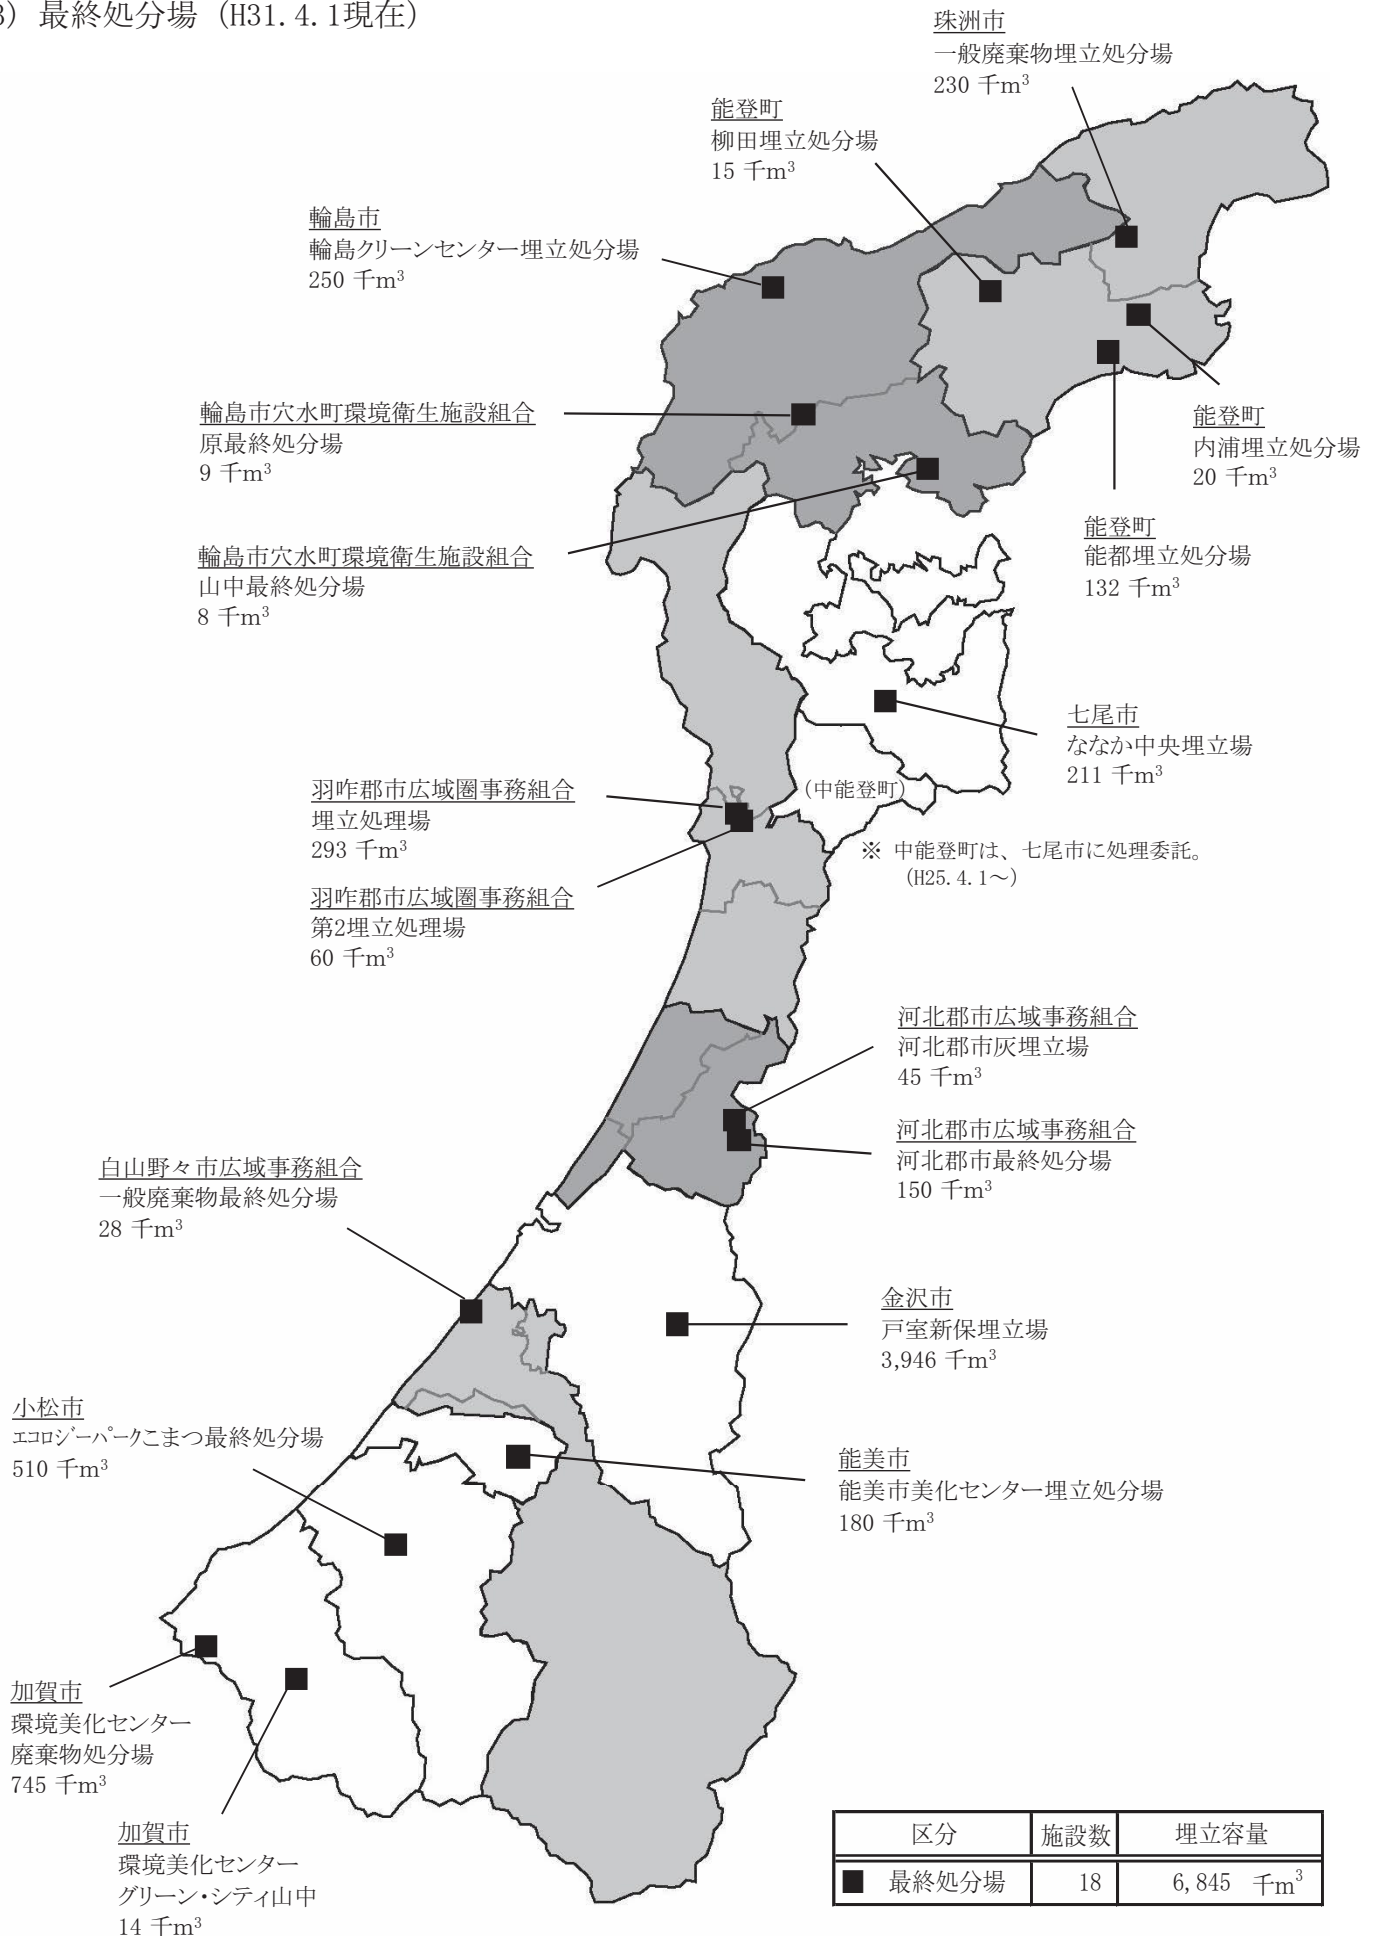 3) 最終処分場 (H31.4.1現在)
珠洲市
一般廃棄物埋立処分場
230 千m³
能登町
柳田埋立処分場
15 千m³
輪島市
輪島クリーンセンター埋立処分場
250 千m³
輪島市穴水町環境衛生施設組合
原最終処分場
9 千m³
能登町
内浦埋立処分場
20 千m³
能登町
能都埋立処分場
132 千m³
輪島市穴水町環境衛生施設組合
山中最終処分場
8 千m³
七尾市
ななか中央埋立場
211 千m³
羽咋郡市広域圏事務組合
埋立処理場
293 千m³
(中能登町)
※ 中能登町は、七尾市に処理委託。
(H25.4.1～)
羽咋郡市広域圏事務組合
第2埋立処理場
60 千m³
河北郡市広域事務組合
河北郡市灰埋立場
45 千m³
河北郡市広域事務組合
河北郡市最終処分場
150 千m³
白山野々市広域事務組合
一般廃棄物最終処分場
28 千m³
金沢市
戸室新保埋立場
3,946 千m³
小松市
エコロジーパークこまつ最終処分場
510 千m³
能美市
能美市美化センター埋立処分場
180 千m³
加賀市
環境美化センター
廃棄物処分場
745 千m³
加賀市
環境美化センター
グリーン・シティ山中
14 千m³
区分 施設数 埋立容量
■ 最終処分場 18 6,845 千m³